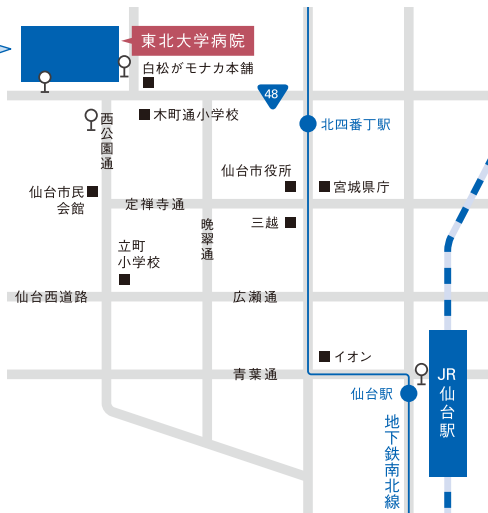 東北大学病院
白松がモナカ本舗
48
西公園通
木町通小学校
北四番丁駅
仙台市役所
宮城県庁
仙台市民
会館
定禅寺通
晩翠通
三越
立町
小学校
仙台西道路
広瀬通
イオン
青葉通
仙台駅
JR
仙台駅
地下鉄南北線